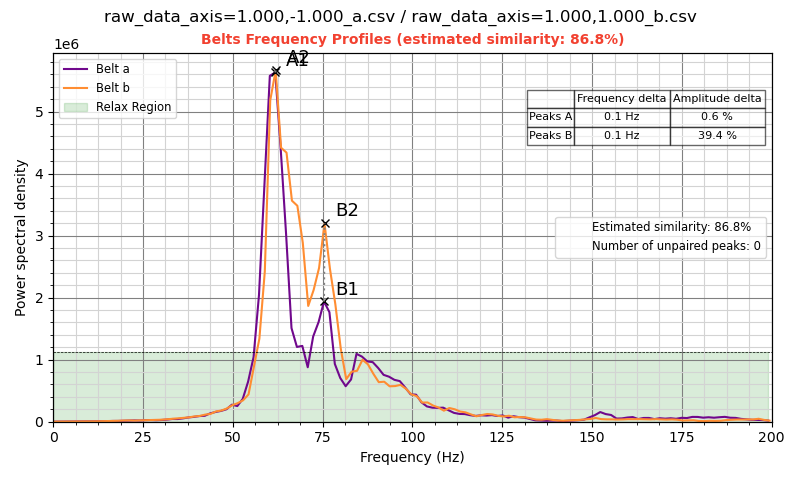 raw_data_axis=1.000,-1.000_a.csv / raw_data_axis=1.000,1.000_b.csv
Belts Frequency Profiles (estimated similarity: 86.8%)
1e6
A2
A1
Belt a
Belt b
Relax Region
Frequency delta Amplitude delta
Peaks A 0.1 Hz 0.6 %
Peaks B 0.1 Hz 39.4 %
B2
Estimated similarity: 86.8%
Number of unpaired peaks: 0
B1
Power spectral density
5
4
3
2
1
0
0 25 50 75 100 125 150 175 200
Frequency (Hz)